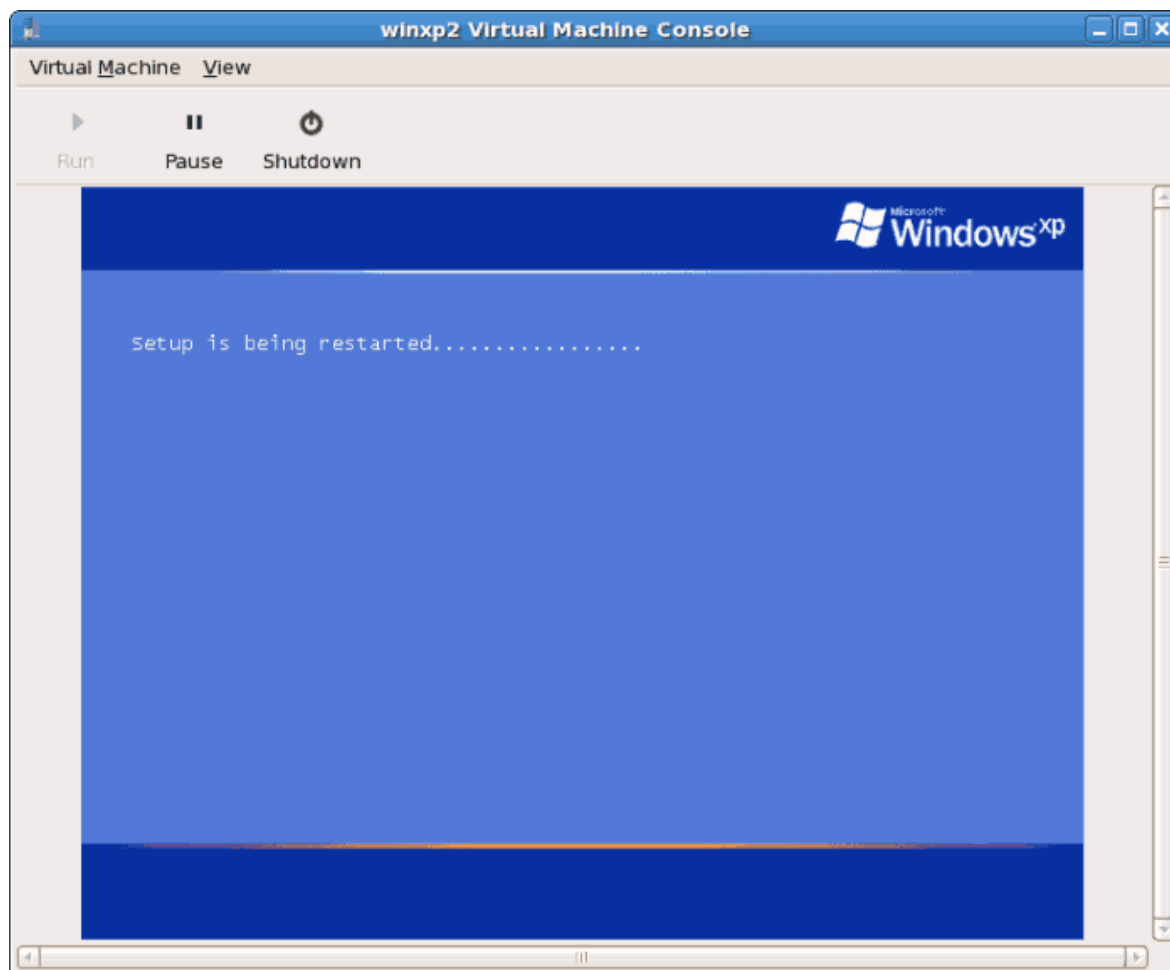 winxp2 Virtual Machine Console
Virtual Machine View
Run Pause Shutdown
Microsoft
Windows xp
Setup is being restarted.................